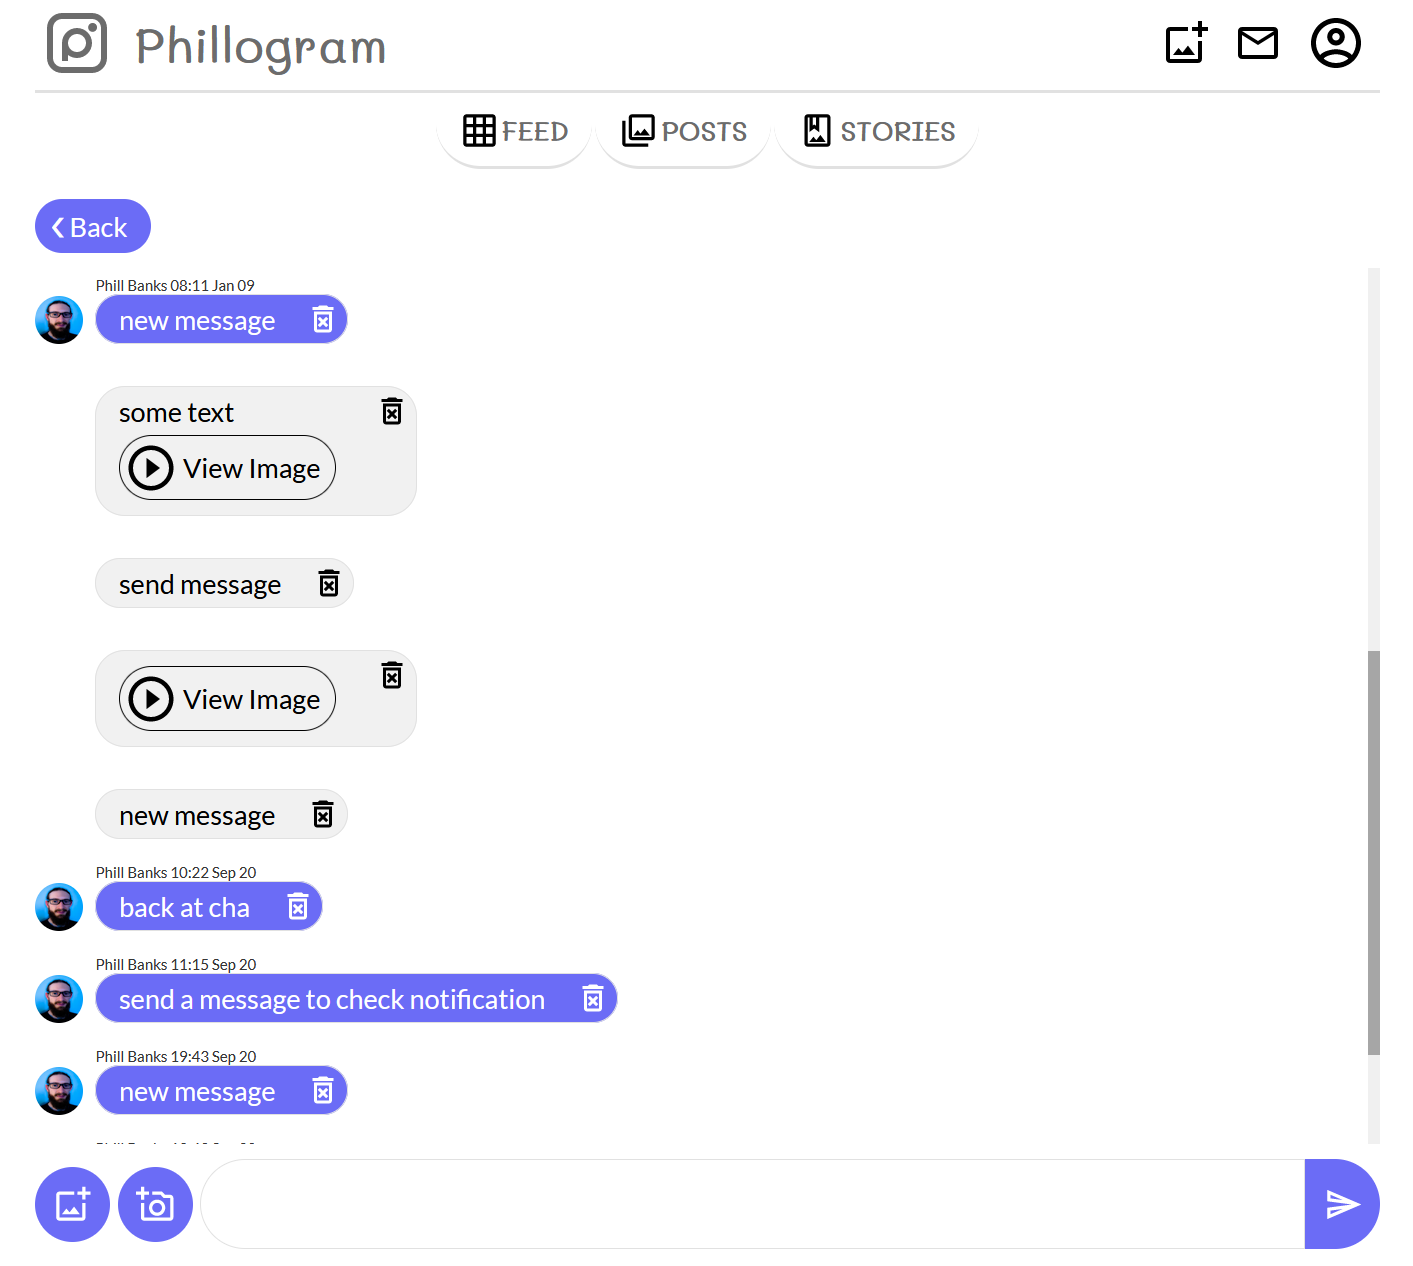 Phillogram
FEED POSTS STORIES
Back
Phill Banks 08:11 Jan 09
new message
some text
View Image
send message
View Image
new message
Phill Banks 10:22 Sep 20
back at cha
Phill Banks 11:15 Sep 20
send a message to check notification
Phill Banks 19:43 Sep 20
new message